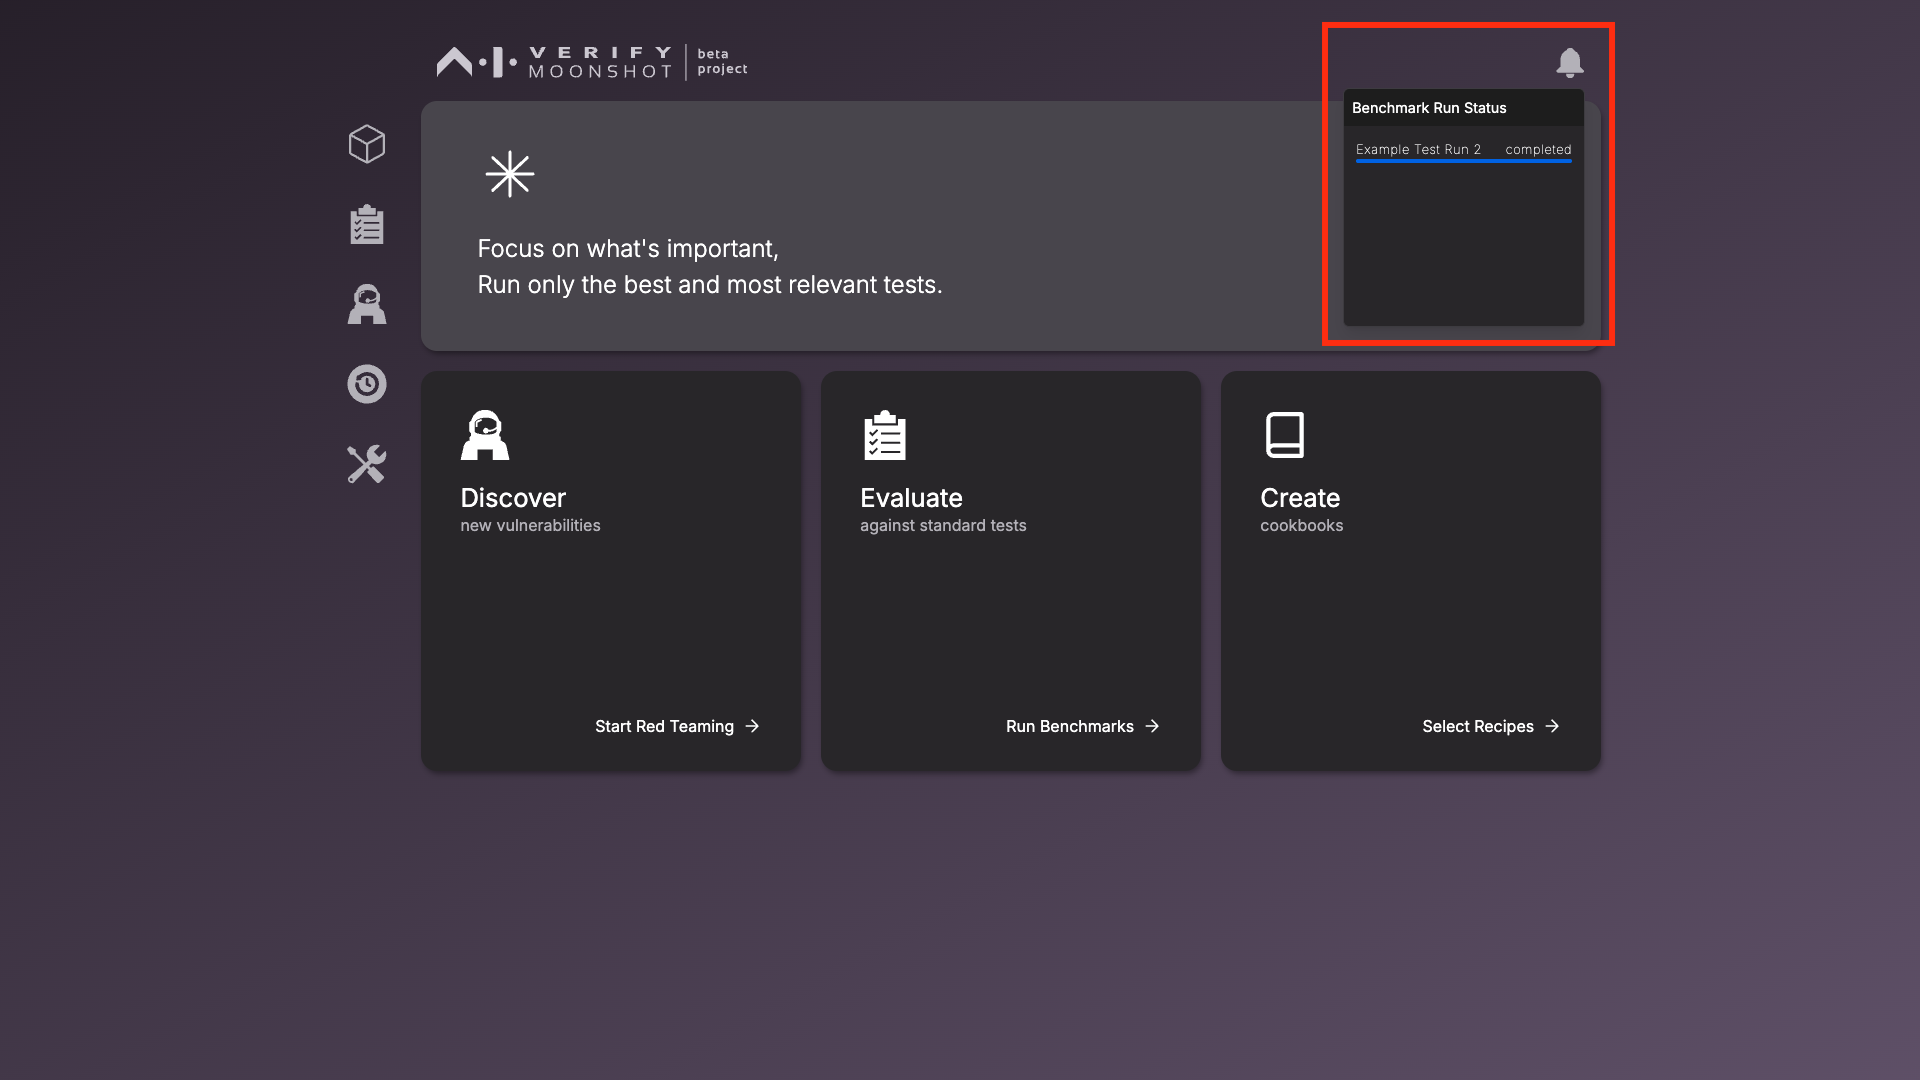 VERIFY
MOONSHOT
beta
project
Benchmark Run Status
Example Test Run 2 completed
Focus on what's important,
Run only the best and most relevant tests.
Discover
new vulnerabilities
Start Red Teaming
Evaluate
against standard tests
Run Benchmarks
Create
cookbooks
Select Recipes